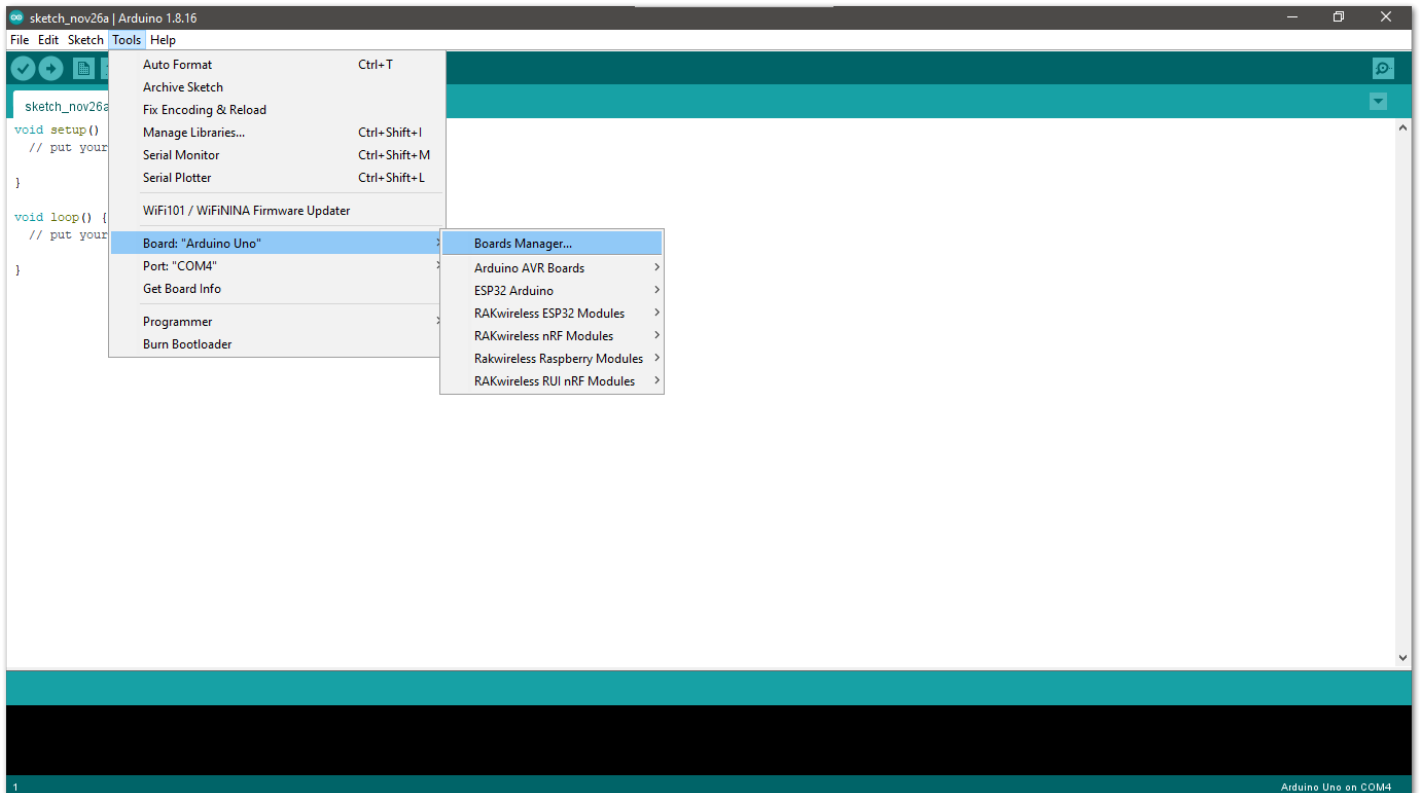 sketch_nov26a | Arduino 1.8.16
File Edit Sketch Tools Help
sketch_nov26a
void setup()
// put your
}
void loop() {
// put your
}
Auto Format Ctrl+T
Archive Sketch
Fix Encoding & Reload
Manage Libraries... Ctrl+Shift+I
Serial Monitor Ctrl+Shift+M
Serial Plotter Ctrl+Shift+L
WiFi101 / WiFiNINA Firmware Updater
Board: "Arduino Uno"
Port: "COM4"
Get Board Info
Programmer
Burn Bootloader
Boards Manager...
Arduino AVR Boards
ESP32 Arduino
RAKwireless ESP32 Modules
RAKwireless nRF Modules
Rakwireless Raspberry Modules
RAKwireless RUI nRF Modules
1 Arduino Uno on COM4